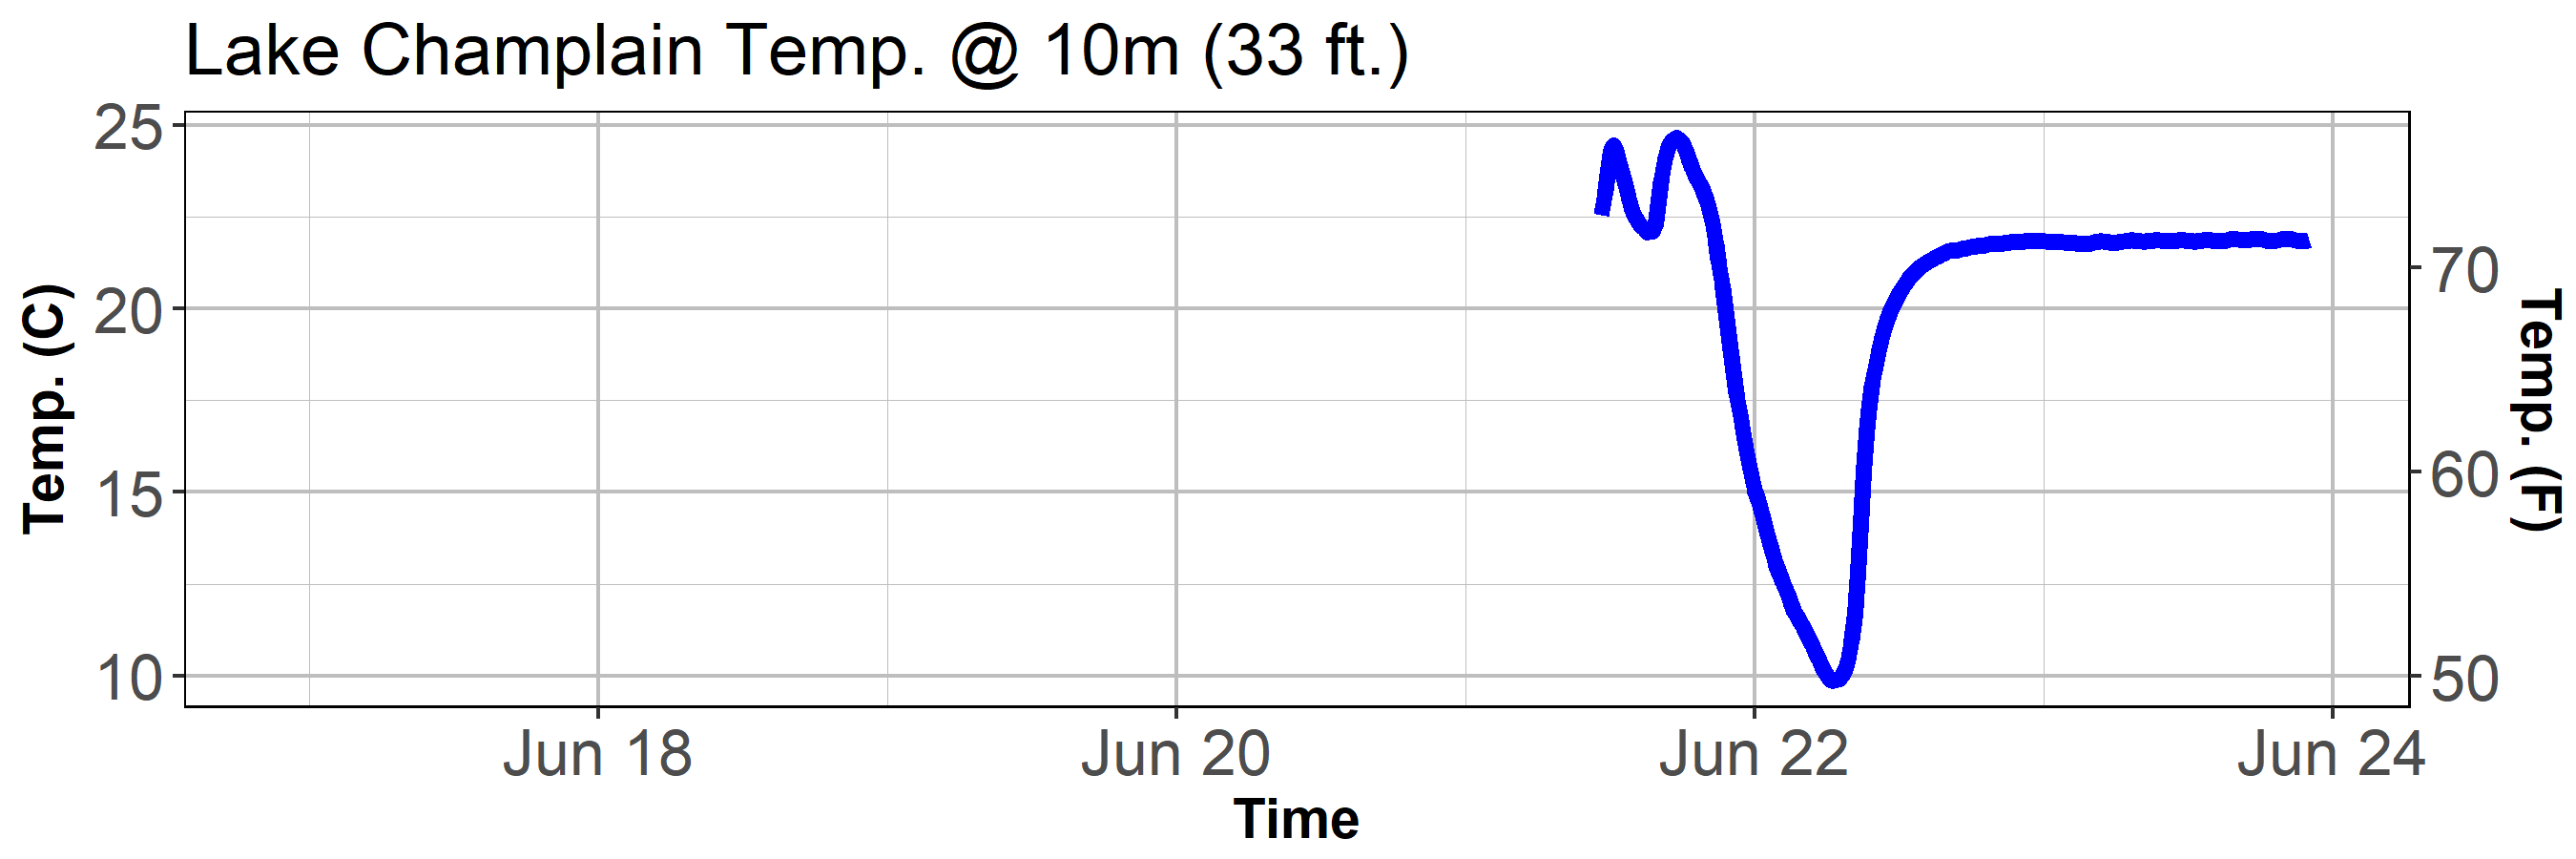 Lake Champlain Temp. @ 10m (33 ft.)
Temp. (C)
25
20
15
10
70
60
50
Temp. (F)
Jun 18
Jun 20
Jun 22
Jun 24
Time